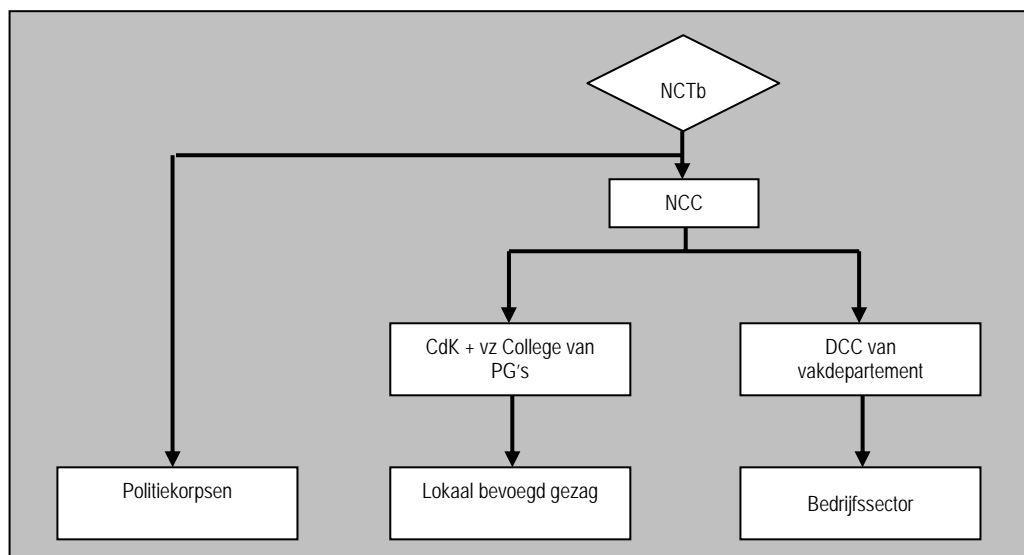 NCTb
NCC
CdK + vz College van
PG's
DCC van
vakdepartement
Politiekorpsen
Lokaal bevoegd gezag
Bedrijfssector